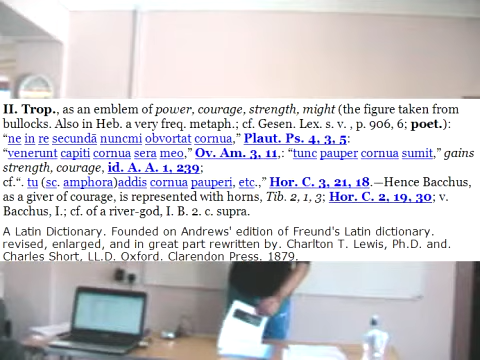 II. Trop., as an emblem of power, courage, strength, might (the figure taken from
bullocks. Also in Heb. a very freq. metaph.; cf. Gesen. Lex. s. v. , p. 906, 6; poet.):
“ne in re secundā nuncmi obvortat cornua,” Plaut. Ps. 4, 3, 5:
“venerunt capiti cornua sera meo,” Ov. Am. 3, 11,: “tunc pauper cornua sumit,” gains
strength, courage, id. A. A. 1, 239;
cf.“. tu (sc. amphora)addis cornua pauperi, etc.,” Hor. C. 3, 21, 18.—Hence Bacchus,
as a giver of courage, is represented with horns, Tib. 2, 1, 3; Hor. C. 2, 19, 30; v.
Bacchus, I.; cf. of a river-god, I. B. 2. c. supra.
A Latin Dictionary. Founded on Andrews' edition of Freund's Latin dictionary.
revised, enlarged, and in great part rewritten by. Charlton T. Lewis, Ph.D. and.
Charles Short, LL.D. Oxford. Clarendon Press. 1879.